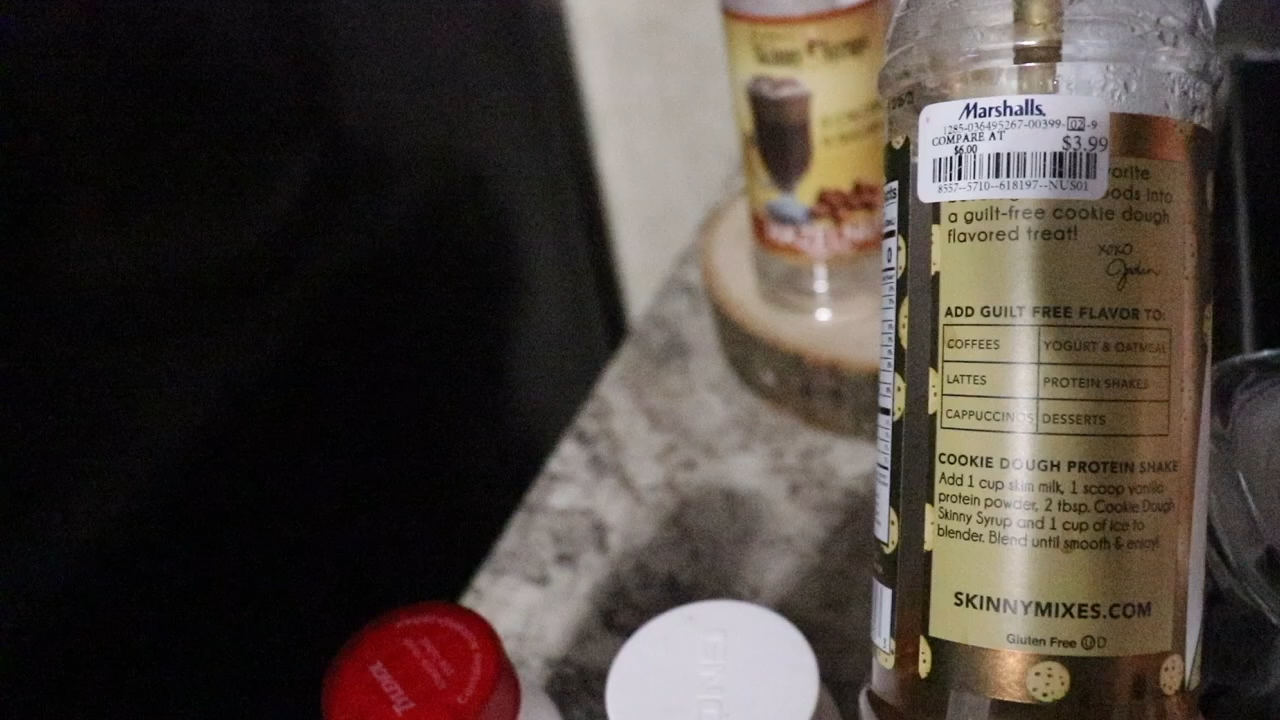 Marshalls.
1285-036495267-00399-02-9
COMPARE AT
$6.00
$3.99
8557--5710--618197--NUS01
a guilt-free cookie dough
flavored treat!
xoxo
Jordan
ADD GUILT FREE FLAVOR TO:
COFFEES YOGURT & OATMEAL
LATTES PROTEIN SHAKES
CAPPUCCINOS DESSERTS
COOKIE DOUGH PROTEIN SHAKE
Add 1 cup skim milk, 1 scoop vanilla
protein powder, 2 tbsp. Cookie Dough
Skinny Syrup and 1 cup of ice to
blender. Blend until smooth & enjoy!
SKINNYMIXES.COM
Gluten Free